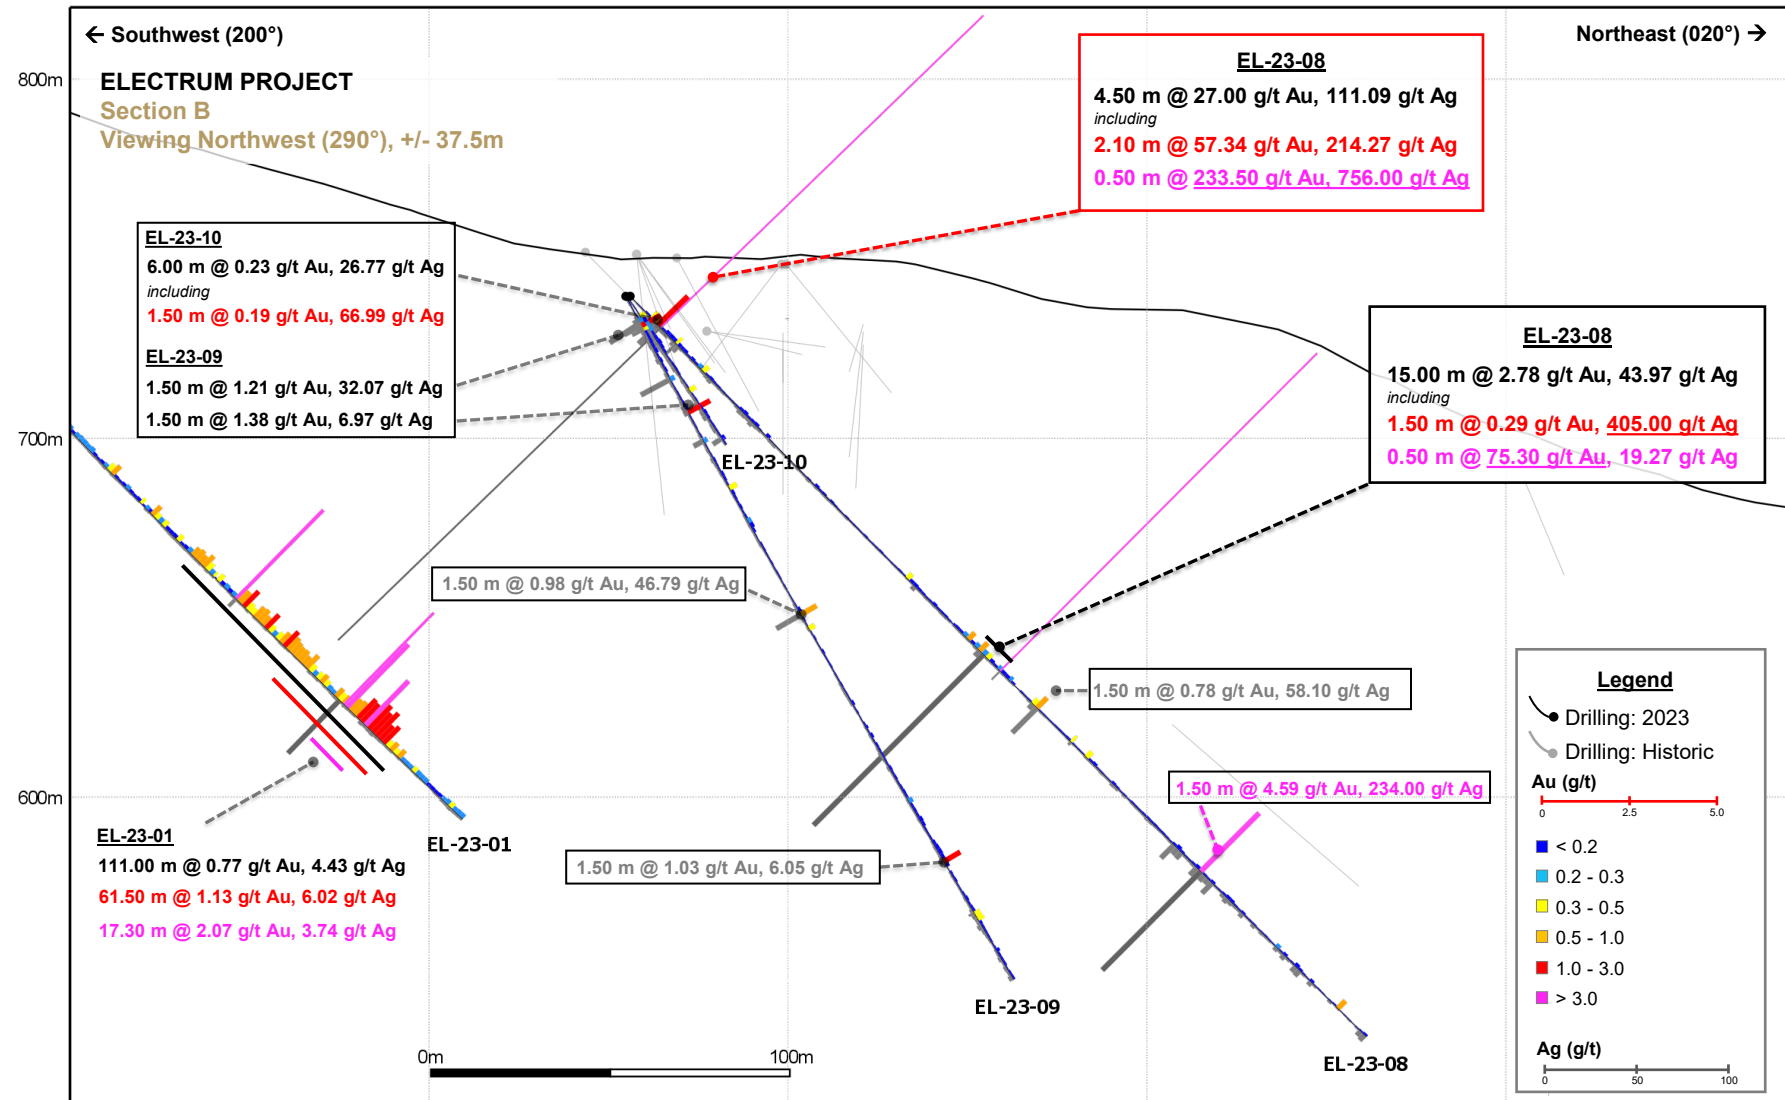 ← Southwest (200°)
Northeast (020°) →
ELECTRUM PROJECT
Section B
Viewing Northwest (290°), +/- 37.5m
800m
700m
600m
EL-23-08
4.50 m @ 27.00 g/t Au, 111.09 g/t Ag
including
2.10 m @ 57.34 g/t Au, 214.27 g/t Ag
0.50 m @ 233.50 g/t Au, 756.00 g/t Ag
EL-23-10
6.00 m @ 0.23 g/t Au, 26.77 g/t Ag
including
1.50 m @ 0.19 g/t Au, 66.99 g/t Ag
EL-23-09
1.50 m @ 1.21 g/t Au, 32.07 g/t Ag
1.50 m @ 1.38 g/t Au, 6.97 g/t Ag
EL-23-08
15.00 m @ 2.78 g/t Au, 43.97 g/t Ag
including
1.50 m @ 0.29 g/t Au, 405.00 g/t Ag
0.50 m @ 75.30 g/t Au, 19.27 g/t Ag
EL-23-10
1.50 m @ 0.98 g/t Au, 46.79 g/t Ag
1.50 m @ 0.78 g/t Au, 58.10 g/t Ag
1.50 m @ 4.59 g/t Au, 234.00 g/t Ag
1.50 m @ 1.03 g/t Au, 6.05 g/t Ag
EL-23-01
111.00 m @ 0.77 g/t Au, 4.43 g/t Ag
61.50 m @ 1.13 g/t Au, 6.02 g/t Ag
17.30 m @ 2.07 g/t Au, 3.74 g/t Ag
EL-23-01
EL-23-09
EL-23-08
0m
100m
Legend
Drilling: 2023
Drilling: Historic
Au (g/t)
0 2.5 5.0
< 0.2
0.2 - 0.3
0.3 - 0.5
0.5 - 1.0
1.0 - 3.0
> 3.0
Ag (g/t)
0 50 100